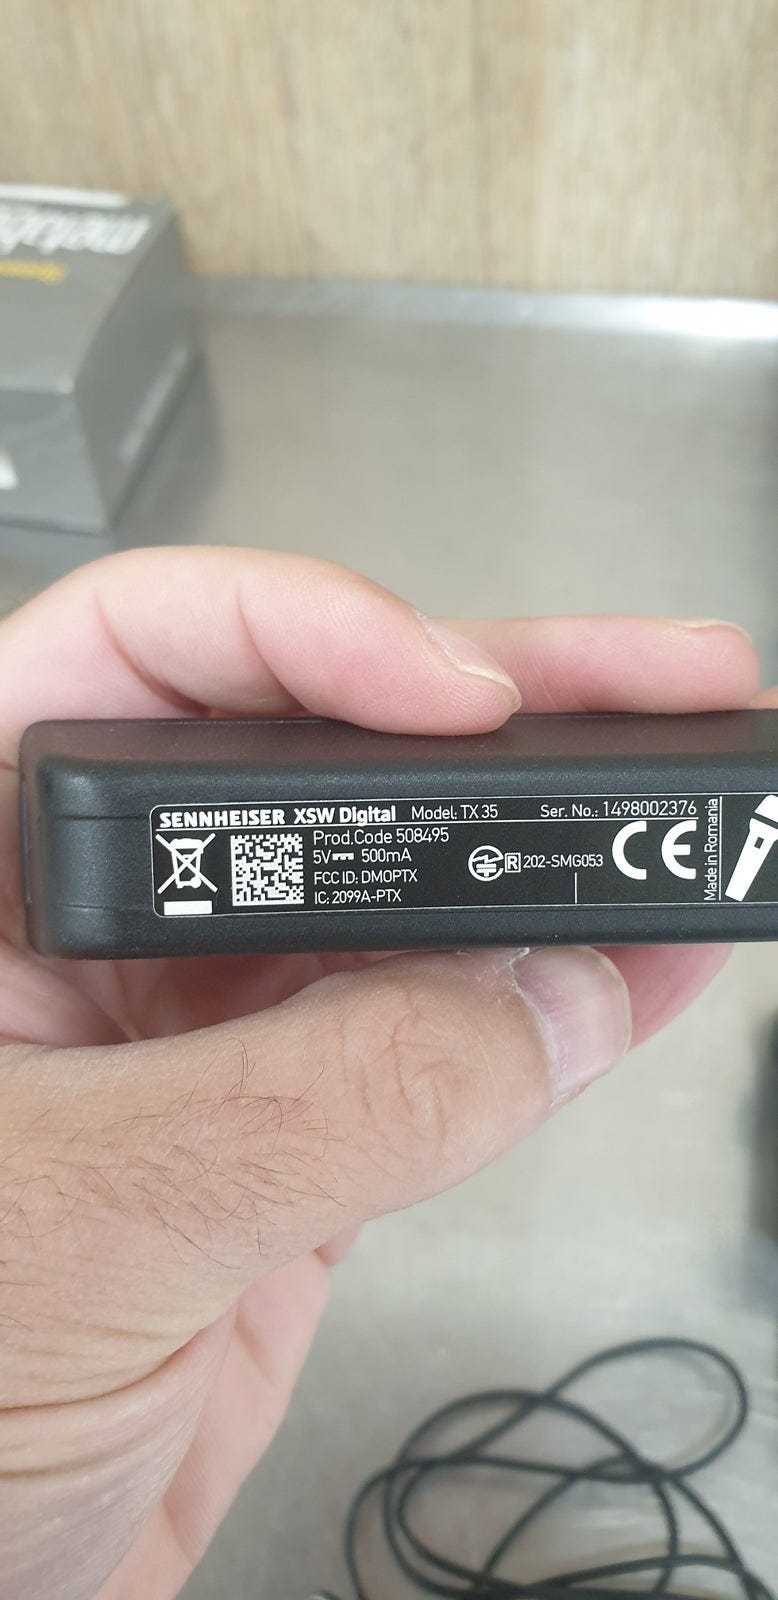 metabo
SENNHEISER XSW Digital Model: TX 35 Ser. No.: 1498002376
Prod.Code 508495
5V⎓ 500mA
FCC ID: DMOPTX
IC: 2099A-PTX
R 202-SMG053
CE
Made in Romania